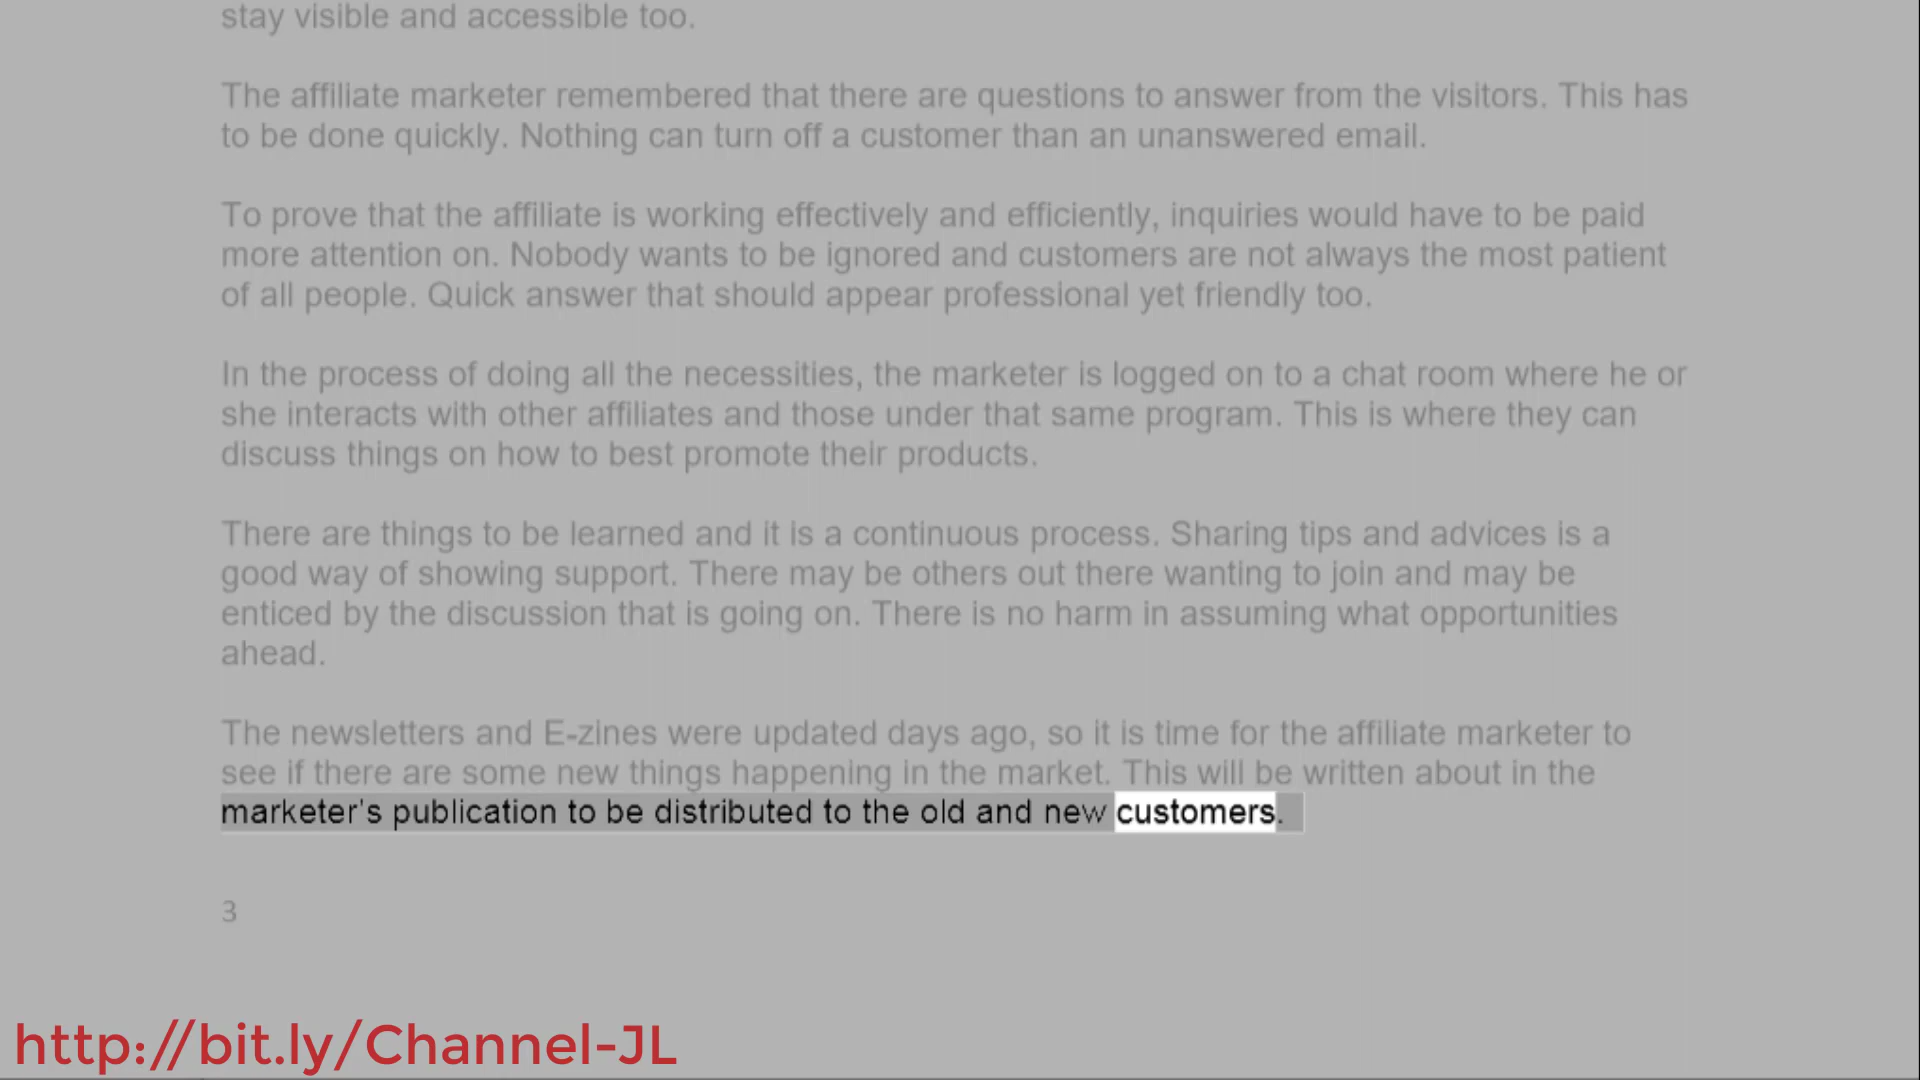 stay visible and accessible too.
The affiliate marketer remembered that there are questions to answer from the visitors. This has
to be done quickly. Nothing can turn off a customer than an unanswered email.
To prove that the affiliate is working effectively and efficiently, inquiries would have to be paid
more attention on. Nobody wants to be ignored and customers are not always the most patient
of all people. Quick answer that should appear professional yet friendly too.
In the process of doing all the necessities, the marketer is logged on to a chat room where he or
she interacts with other affiliates and those under that same program. This is where they can
discuss things on how to best promote their products.
There are things to be learned and it is a continuous process. Sharing tips and advices is a
good way of showing support. There may be others out there wanting to join and may be
enticed by the discussion that is going on. There is no harm in assuming what opportunities
ahead.
The newsletters and E-zines were updated days ago, so it is time for the affiliate marketer to
see if there are some new things happening in the market. This will be written about in the
marketer's publication to be distributed to the old and new customers.
3
http://bit.ly/Channel-JL